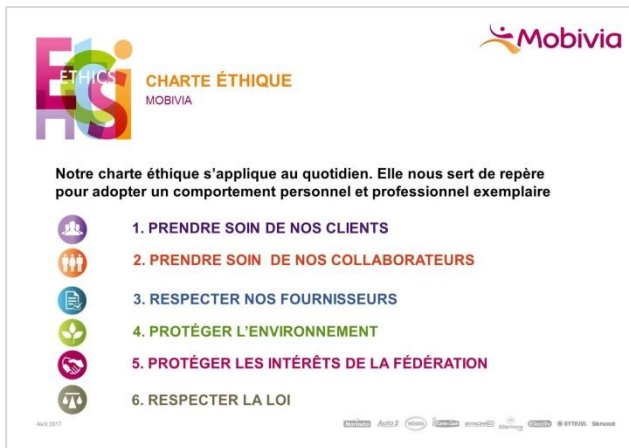 Mobivia
ETHICS
CHARTE ÉTHIQUE
MOBIVIA
Notre charte éthique s’applique au quotidien. Elle nous sert de repère
pour adopter un comportement personnel et professionnel exemplaire
1. PRENDRE SOIN DE NOS CLIENTS
2. PRENDRE SOIN DE NOS COLLABORATEURS
3. RESPECTER NOS FOURNISSEURS
4. PROTÉGER L’ENVIRONNEMENT
5. PROTÉGER LES INTÉRÊTS DE LA FÉDÉRATION
6. RESPECTER LA LOI
Avril 2017
Norauto Auto 5 BYTHJUL Skruvat